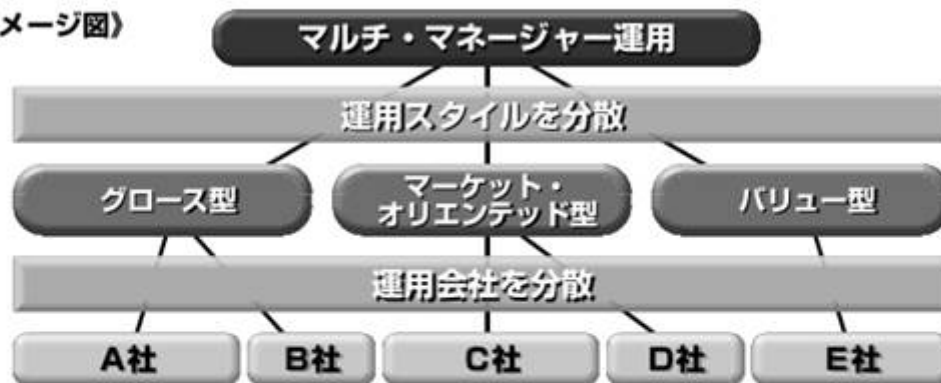 メージ図》
マルチ・マネージャー運用
運用スタイルを分散
グロース型
マーケット・
オリエンテッド型
バリュー型
運用会社を分散
A社
B社
C社
D社
E社